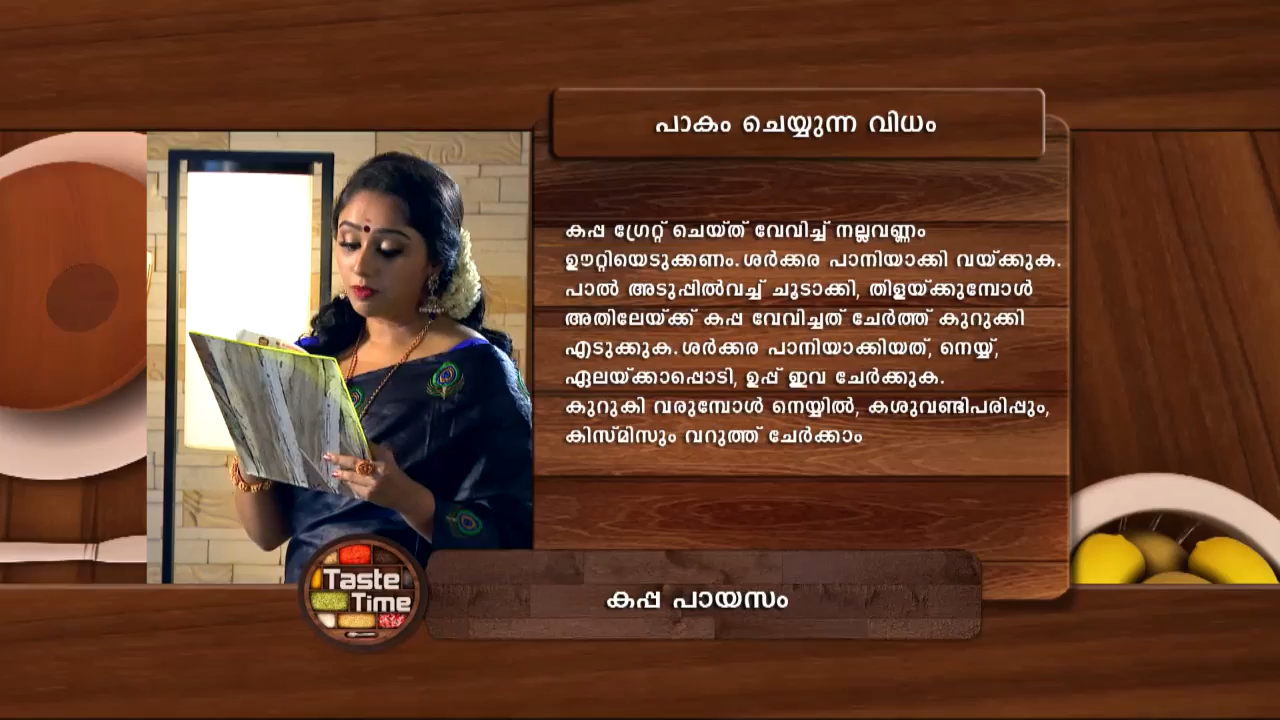 പാകം ചെയ്യുന്ന വിധം
കപ്പ ഗ്രേറ്റ് ചെയ്ത് വേവിച്ച് നല്ലവണ്ണം
ഊറ്റിയെടുക്കണം. ശർക്കര പാനിയാക്കി വയ്ക്കുക.
പാൽ അടുപ്പിൽവച്ച് ചൂടാക്കി, തിളയ്ക്കുമ്പോൾ
അതിലേയ്ക്ക് കപ്പ വേവിച്ചത് ചേർത്ത് കുറുക്കി
എടുക്കുക. ശർക്കര പാനിയാക്കിയത്, നെയ്യ്,
ഏലയ്ക്കാപ്പൊടി, ഉപ്പ് ഇവ ചേർക്കുക.
കുറുകി വരുമ്പോൾ നെയ്യിൽ, കശുവണ്ടിപരിപ്പും,
കിസ്മിസും വറുത്ത് ചേർക്കാം
Taste
Time
കപ്പ പായസം